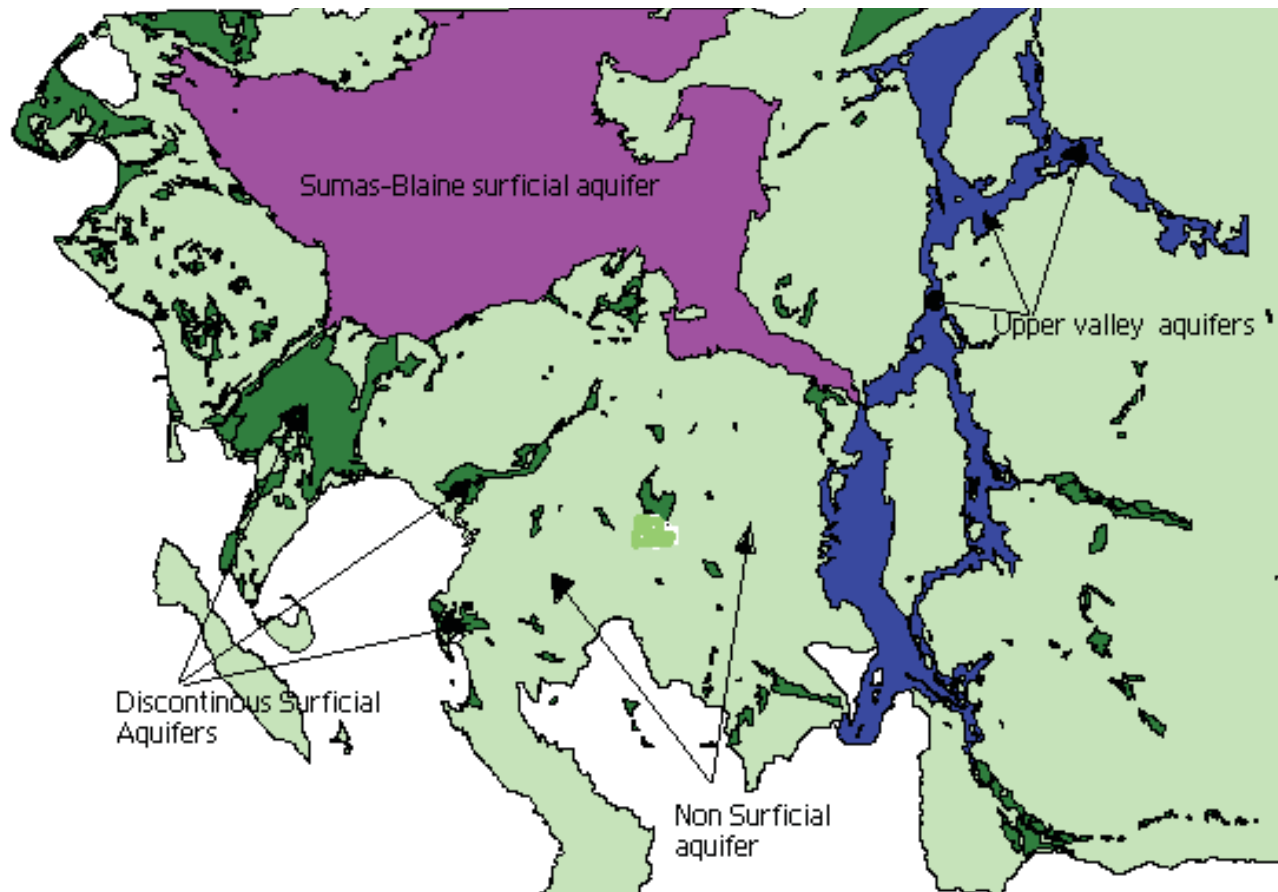 Sumas-Blaine surficial aquifer
Upper valley  aquifers
Discontinous Surficial
Aquifers
Non Surficial
aquifer